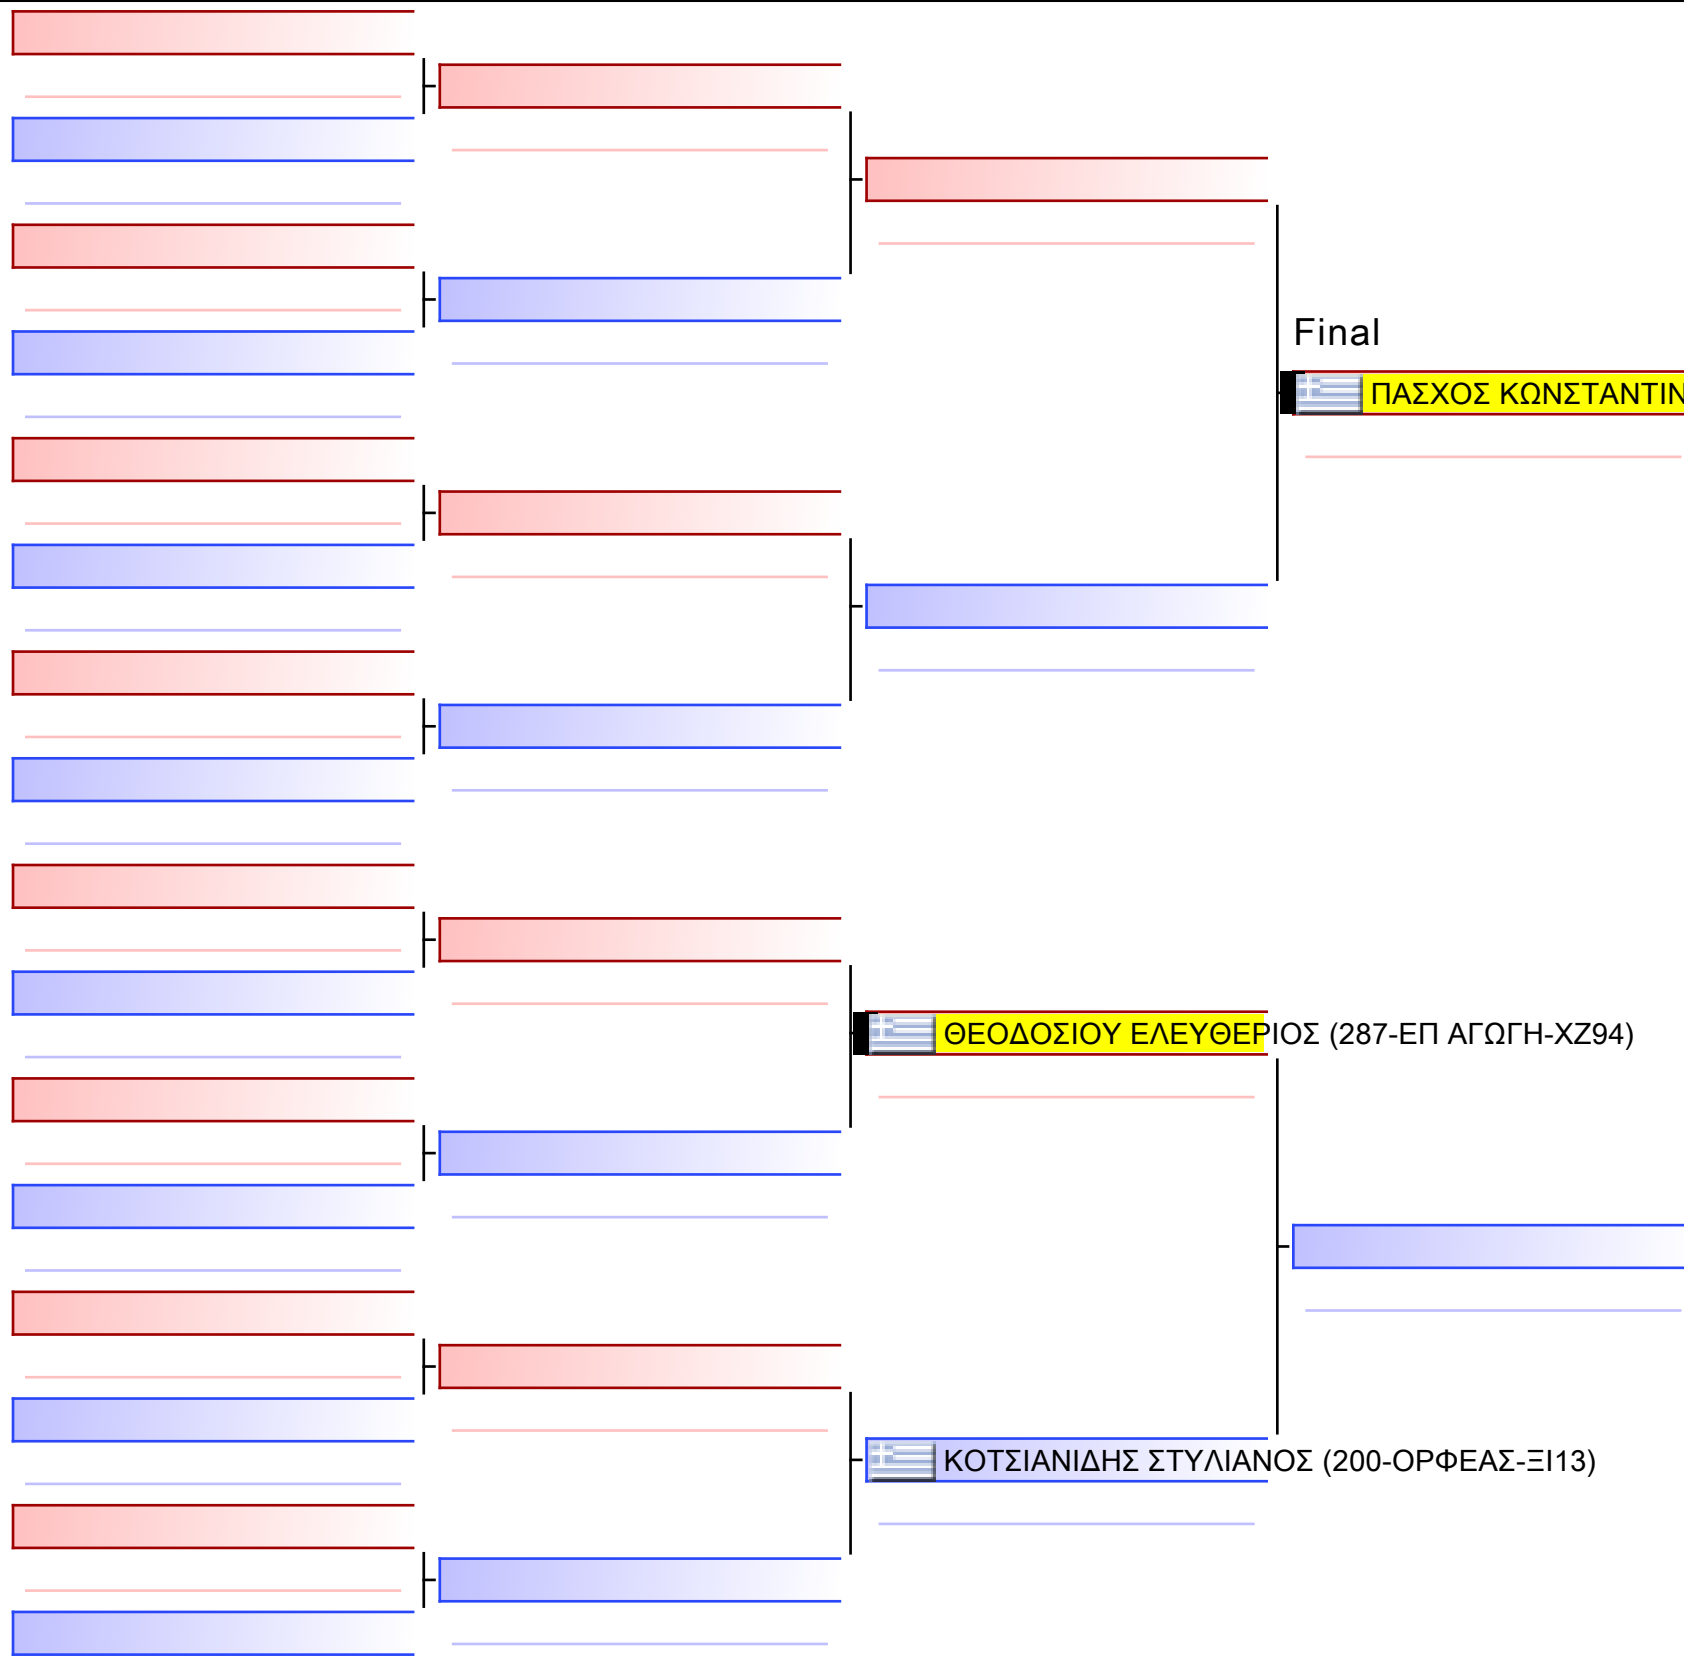 Final
ΠΑΣΧΟΣ ΚΩΝΣΤΑΝΤΙΝ
ΘΕΟΔΟΣΙΟΥ ΕΛΕΥΘΕΡΙΟΣ (287-ΕΠ ΑΓΩΓΗ-ΧΖ94)
ΚΟΤΣΙΑΝΙΔΗΣ ΣΤΥΛΙΑΝΟΣ (200-ΟΡΦΕΑΣ-ΞΙ13)